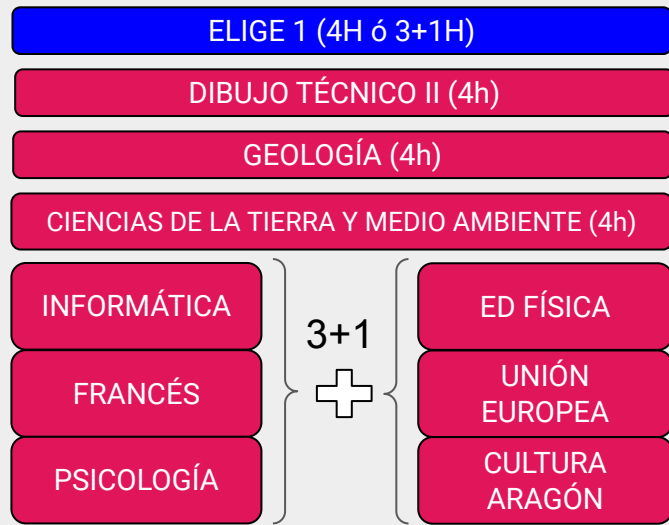 ELIGE 1 (4H ó 3+1H)
DIBUJO TÉCNICO II (4h)
GEOLOGÍA (4h)
CIENCIAS DE LA TIERRA Y MEDIO AMBIENTE (4h)
INFORMÁTICA
FRANCÉS
PSICOLOGÍA
3+1
ED FÍSICA
UNIÓN
EUROPEA
CULTURA
ARAGÓN